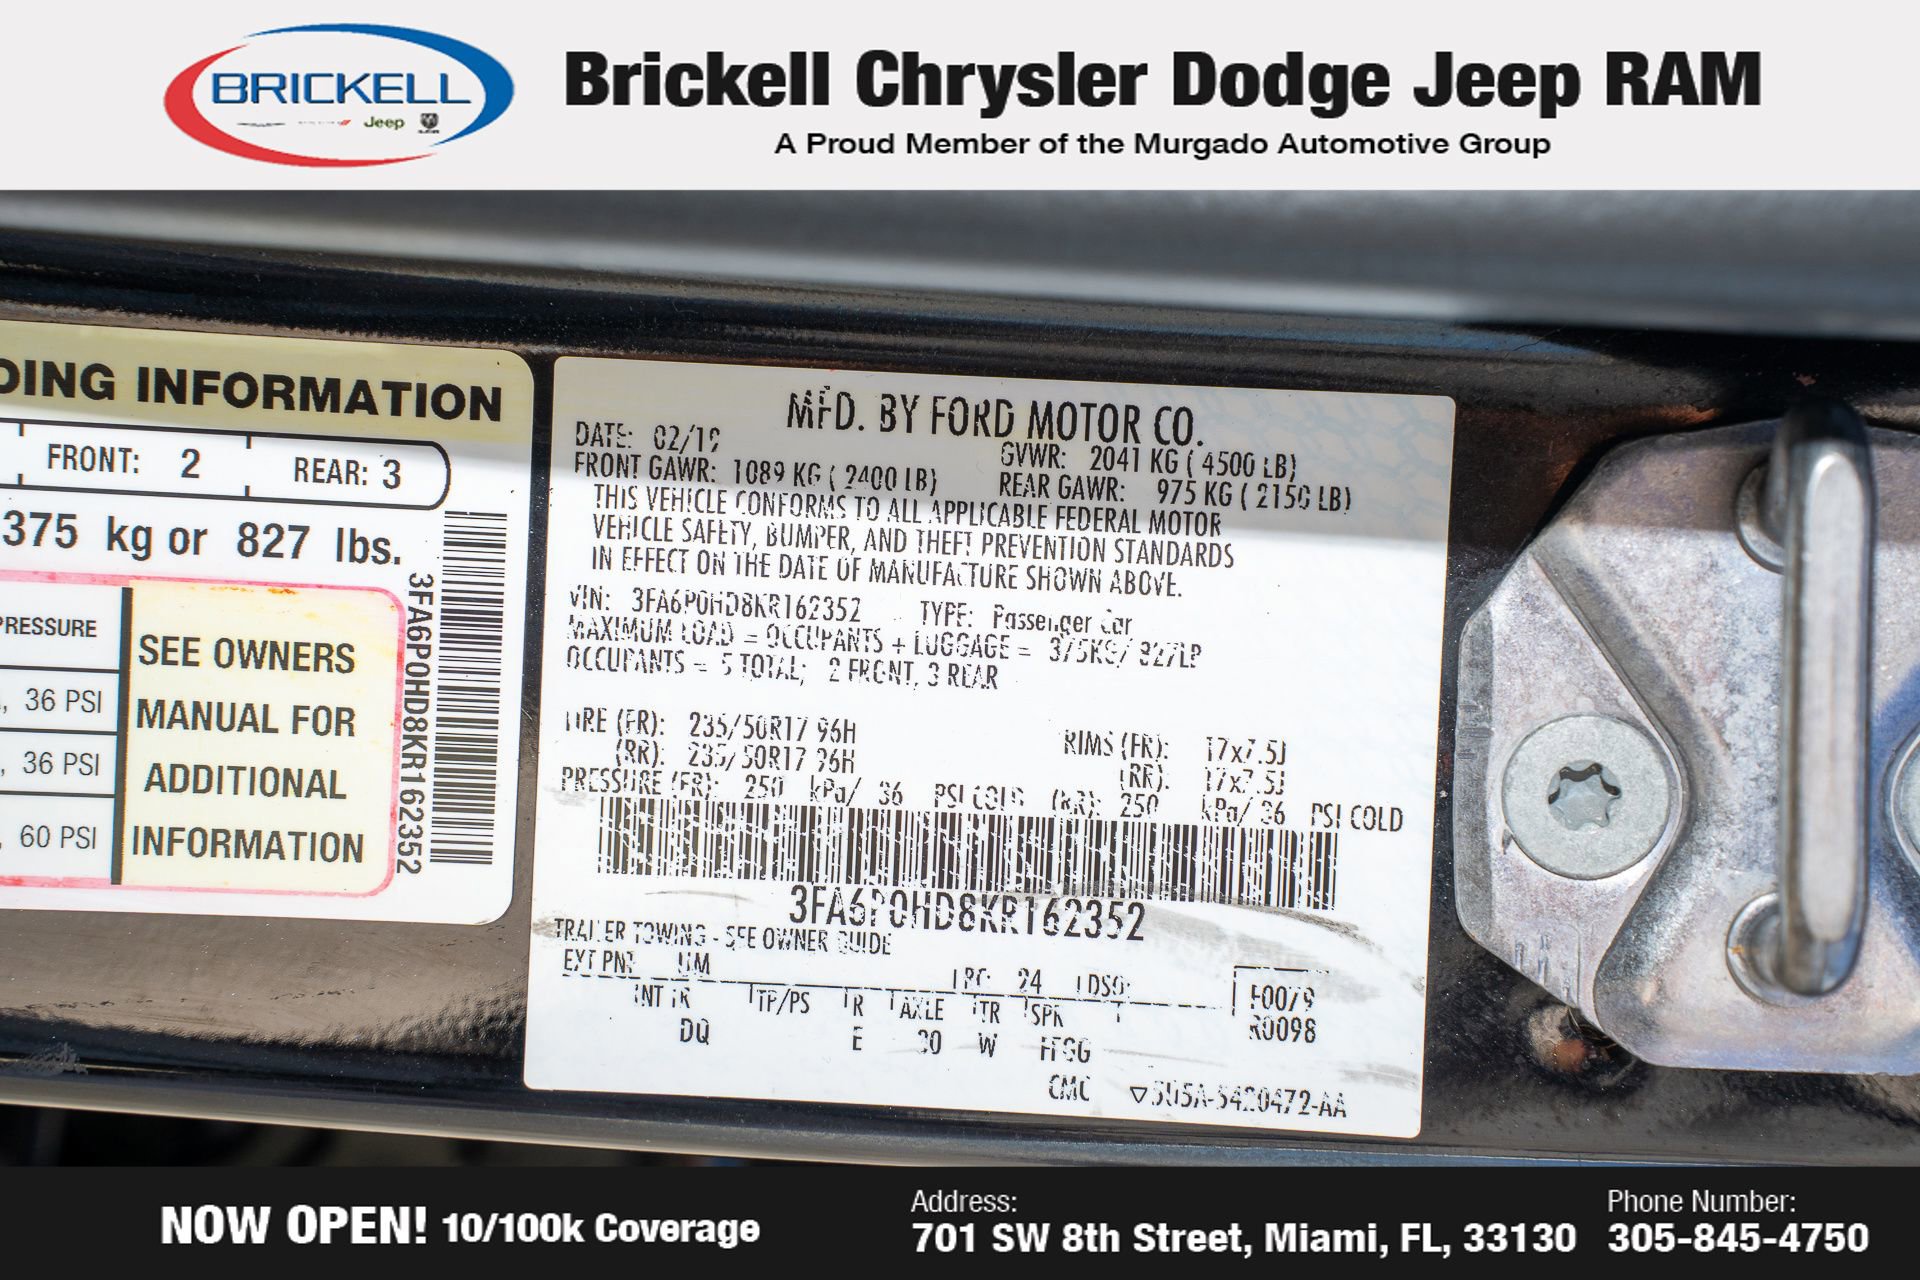 BRICKELL
Jeep
RAM
Brickell Chrysler Dodge Jeep RAM
A Proud Member of the Murgado Automotive Group
DING INFORMATION
FRONT: 2 REAR: 3
375 kg or 827 lbs.
PRESSURE
, 36 PSI
, 36 PSI
, 60 PSI
SEE OWNERS
MANUAL FOR
ADDITIONAL
INFORMATION
3FA6P0HD8KR162352
MFD. BY FORD MOTOR CO.
DATE: 02/19 GVWR: 2041 KG ( 4500 LB)
FRONT GAWR: 1089 KG ( 2400 LB) REAR GAWR: 975 KG ( 2150 LB)
THIS VEHICLE CONFORMS TO ALL APPLICABLE FEDERAL MOTOR
VEHICLE SAFETY, BUMPER, AND THEFT PREVENTION STANDARDS
IN EFFECT ON THE DATE OF MANUFACTURE SHOWN ABOVE.
VIN: 3FA6P0HD8KR162352 TYPE: Passenger Car
MAXIMUM LOAD = OCCUPANTS + LUGGAGE = 375KG/ 827LB
OCCUPANTS = 5 TOTAL; 2 FRONT, 3 REAR
TIRE (FR): 235/50R17 96H RIMS (FR): 17x7.5J
(RR): 235/50R17 96H (RR): 17x7.5J
PRESSURE (FR): 250 kPa/ 36 PSI COLD (RR): 250 kPa/ 36 PSI COLD
3FA6P0HD8KR162352
TRAILER TOWING - SEE OWNER GUIDE
EXT PNT UM RC: 24 DSO: F0079
INT TR TP/PS R AXLE TR SPR R0098
DQ E W FFGG
CMC ▽5U5A-5420472-AA
NOW OPEN! 10/100k Coverage
Address:
701 SW 8th Street, Miami, FL, 33130
Phone Number:
305-845-4750